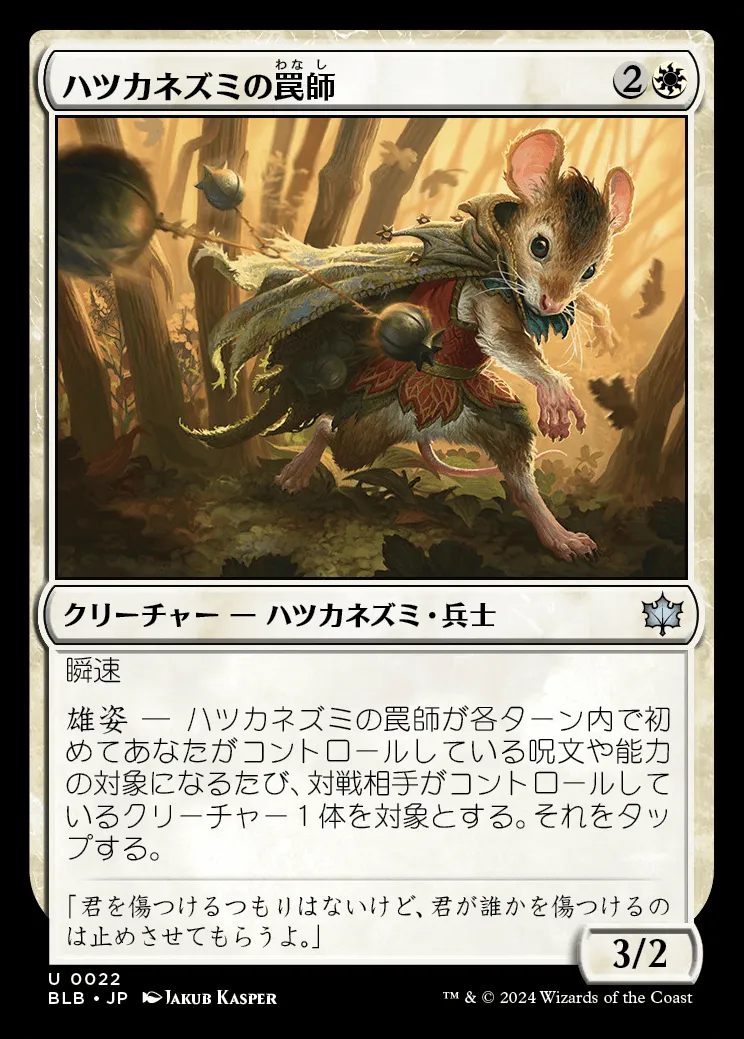 わな し
ハツカネズミの罠師 2
クリーチャー — ハツカネズミ・兵士
瞬速
雄姿 — ハツカネズミの罠師が各ターン内で初
めてあなたがコントロールしている呪文や能力
の対象になるたび、対戦相手がコントロールして
いるクリーチャー１体を対象とする。それをタッ
プする。
「君を傷つけるつもりはないけど、君が誰かを傷つけるの
は止めさせてもらうよ。」
3/2
U 0022
BLB • JP Jakub Kasper ™ & © 2024 Wizards of the Coast